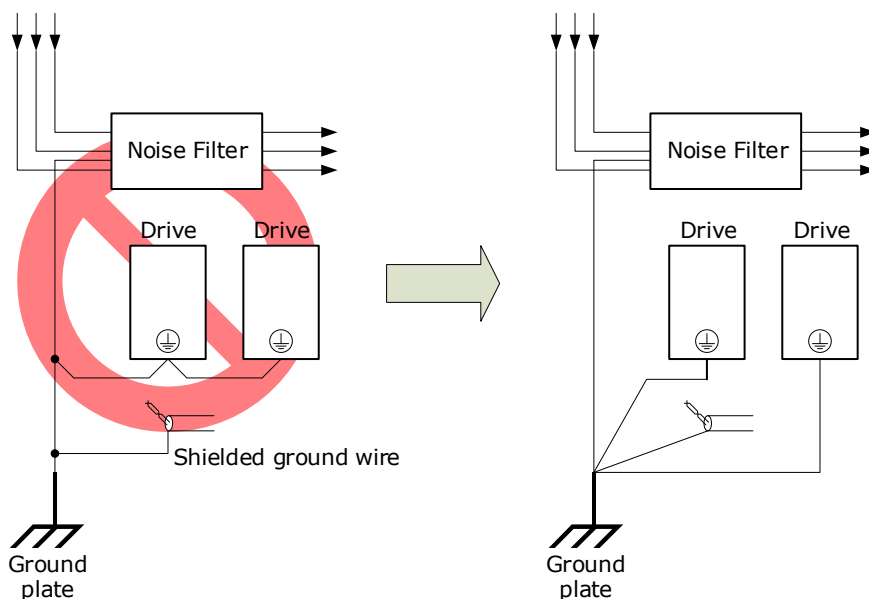 Noise Filter
Drive
Drive
Shielded ground wire
Ground
plate
Noise Filter
Drive
Drive
Ground
plate